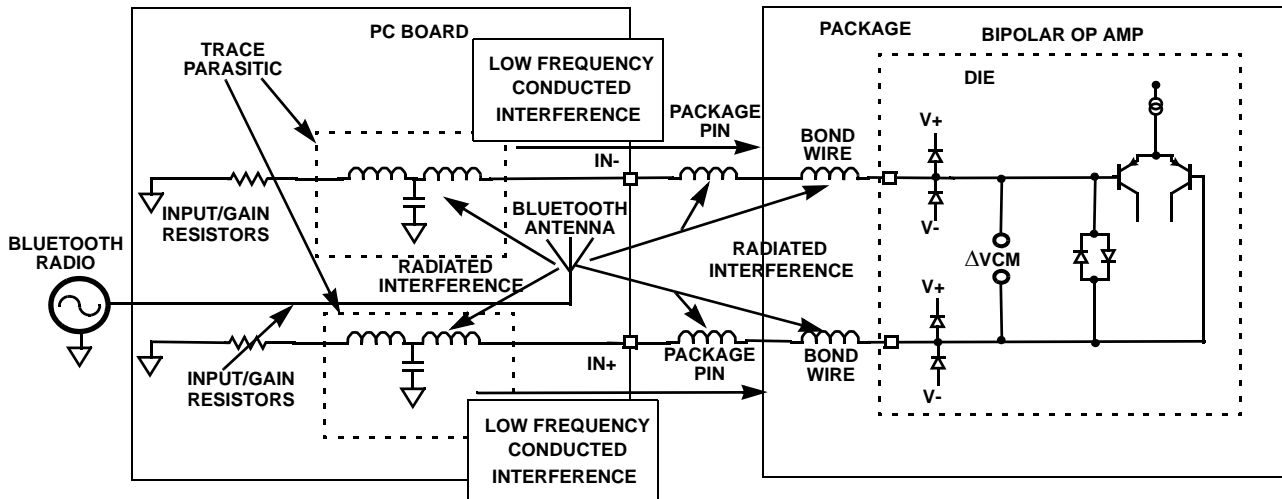 PC BOARD
PACKAGE
BIPOLAR OP AMP
TRACE
PARASITIC
LOW FREQUENCY
CONDUCTED
INTERFERENCE
DIE
PACKAGE
PIN
BOND
WIRE
V+
IN-
INPUT/GAIN
RESISTORS
BLUETOOTH
ANTENNA
V-
BLUETOOTH
RADIO
RADIATED
INTERFERENCE
RADIATED
INTERFERENCE
ΔVCM
V+
INPUT/GAIN
RESISTORS
IN+
PACKAGE
PIN
BOND
WIRE
V-
LOW FREQUENCY
CONDUCTED
INTERFERENCE